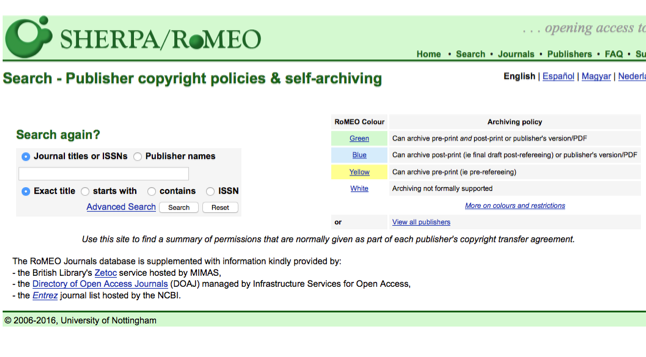 SHERPA/RoMEO
. . . opening access to
Home • Search • Journals • Publishers • FAQ • Su
Search - Publisher copyright policies & self-archiving
English | Español | Magyar | Nederl
Search again?
Journal titles or ISSNs Publisher names
Exact title starts with contains ISSN
Advanced Search Search Reset
RoMEO Colour Archiving policy
Green Can archive pre-print and post-print or publisher's version/PDF
Blue Can archive post-print (ie final draft post-refereeing) or publisher's version/PDF
Yellow Can archive pre-print (ie pre-refereeing)
White Archiving not formally supported
More on colours and restrictions
or View all publishers
Use this site to find a summary of permissions that are normally given as part of each publisher's copyright transfer agreement.
The RoMEO Journals database is supplemented with information kindly provided by:
- the British Library's Zetoc service hosted by MIMAS,
- the Directory of Open Access Journals (DOAJ) managed by Infrastructure Services for Open Access,
- the Entrez journal list hosted by the NCBI.
© 2006-2016, University of Nottingham